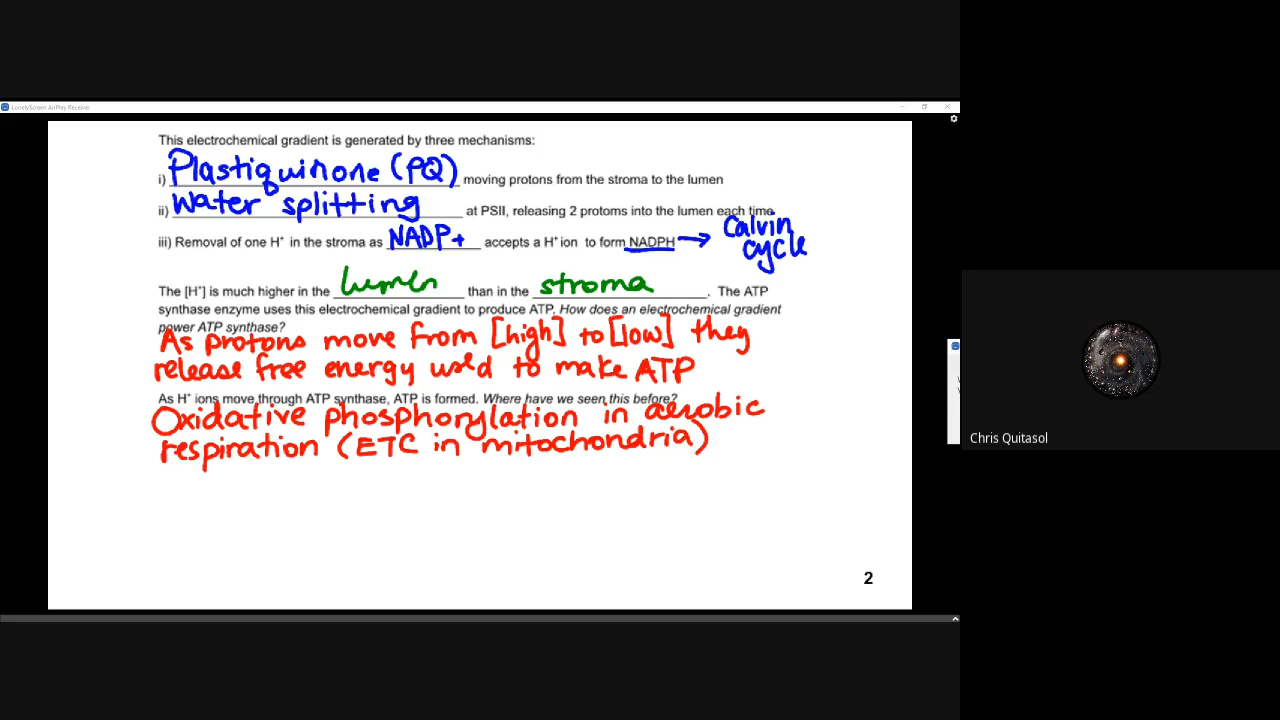 LonelyScreen AirPlay Receiver
This electrochemical gradient is generated by three mechanisms:
i) Plastiquinone (PQ) moving protons from the stroma to the lumen
ii) Water splitting at PSII, releasing 2 protoms into the lumen each time
iii) Removal of one H⁺ in the stroma as NADP+ accepts a H⁺ ion to form NADPH → Calvin
cycle
The [H⁺] is much higher in the lumen than in the stroma. The ATP
synthase enzyme uses this electrochemical gradient to produce ATP. How does an electrochemical gradient
power ATP synthase?
As protons move from [high] to [low] they
release free energy used to make ATP
As H⁺ ions move through ATP synthase, ATP is formed. Where have we seen this before?
Oxidative phosphorylation in aerobic
respiration (ETC in mitochondria)
2
Chris Quitasol